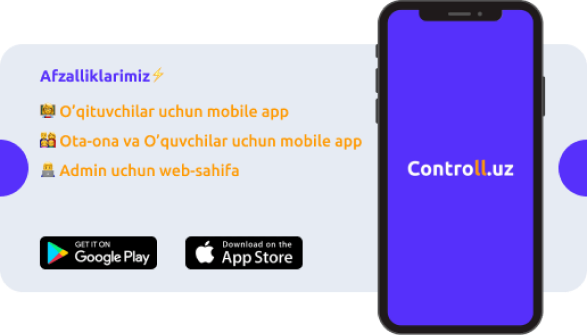 Afzalliklarimiz⚡
👩‍🏫 O‘qituvchilar uchun mobile app
👨‍👩‍👧‍👦 Ota-ona va O‘quvchilar uchun mobile app
👨‍💻 Admin uchun web-sahifa
GET IT ON
Google Play
Download on the
App Store
Controll.uz